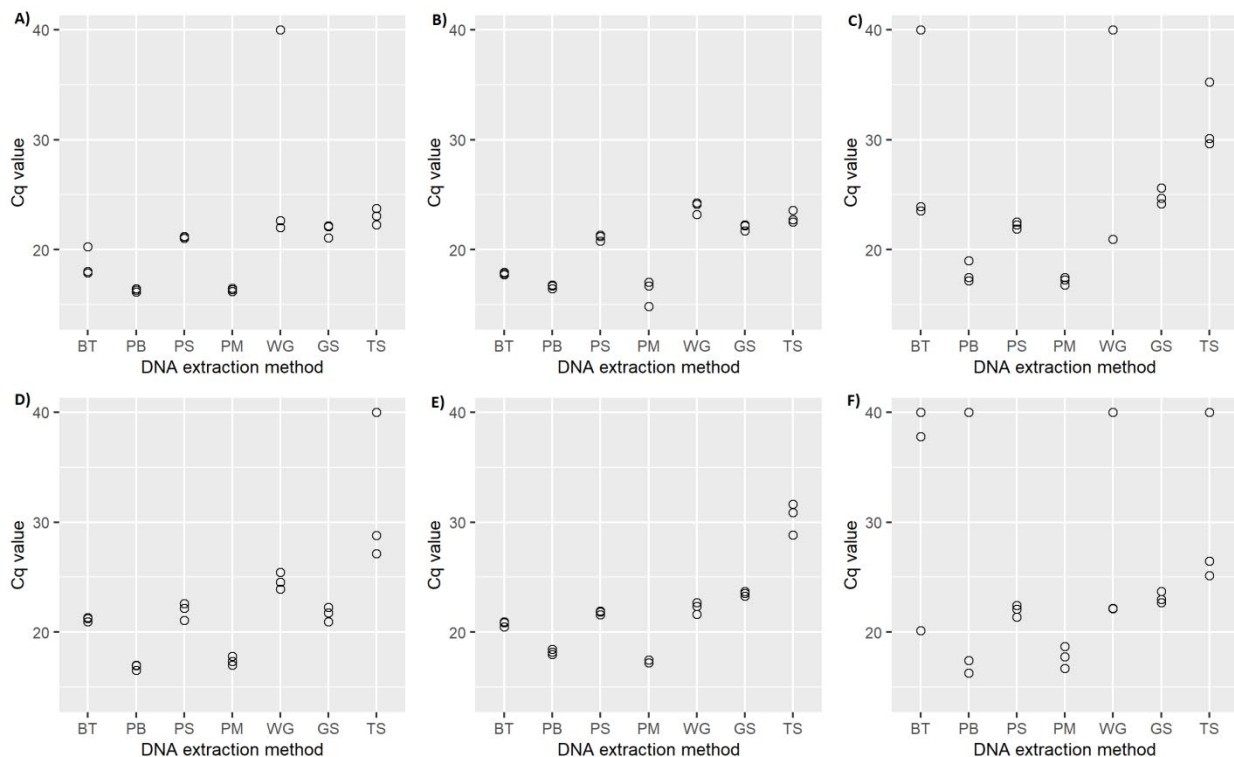 A)
40
30
20
Cq value
BT PB PS PM WG GS TS
DNA extraction method
B)
40
30
20
Cq value
BT PB PS PM WG GS TS
DNA extraction method
C)
40
30
20
Cq value
BT PB PS PM WG GS TS
DNA extraction method
D)
40
30
20
Cq value
BT PB PS PM WG GS TS
DNA extraction method
E)
40
30
20
Cq value
BT PB PS PM WG GS TS
DNA extraction method
F)
40
30
20
Cq value
BT PB PS PM WG GS TS
DNA extraction method